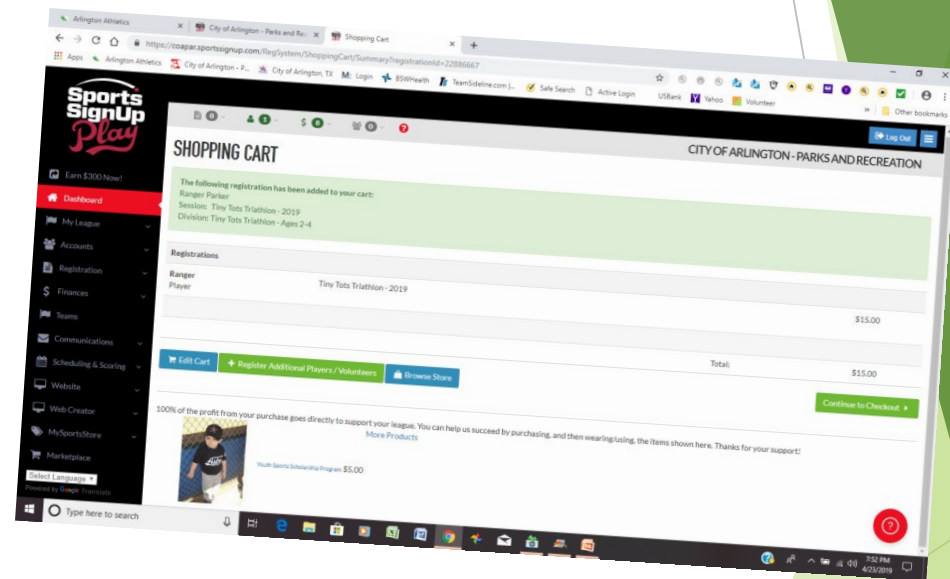 Arlington Athletics
City of Arlington - Parks and Re
Shopping Cart
https://coapar.sportssignup.com/RegSystem/ShoppingCart/Summary?registrationId=22886667
Apps
Arlington Athletics
City of Arlington - P...
City of Arlington, TX
Login
BSWHealth
TeamSideline.com |...
Safe Search
Active Login
USBank
Yahoo
Volunteer
Other bookmarks
Sports
SignUp
Play
0
1
$ 0
0
Log Out
CITY OF ARLINGTON - PARKS AND RECREATION
SHOPPING CART
Earn $300 Now!
Dashboard
My League
Accounts
Registration
$ Finances
Teams
Communications
Scheduling & Scoring
Website
Web Creator
MySportsStore
Marketplace
Select Language
Powered by Google Translate
The following registration has been added to your cart:
Ranger Parker
Session: Tiny Tots Triathlon - 2019
Division: Tiny Tots Triathlon - Ages 2-4
Registrations
Ranger
Player
Tiny Tots Triathlon - 2019
$15.00
Total:
$15.00
Edit Cart
+ Register Additional Players / Volunteers
Browse Store
Continue to Checkout
100% of the profit from your purchase goes directly to support your league. You can help us succeed by purchasing, and then wearing/using, the items shown here. Thanks for your support!
More Products
Youth Sports Scholarship Program $5.00
?
Type here to search
7:52 PM
4/23/2019